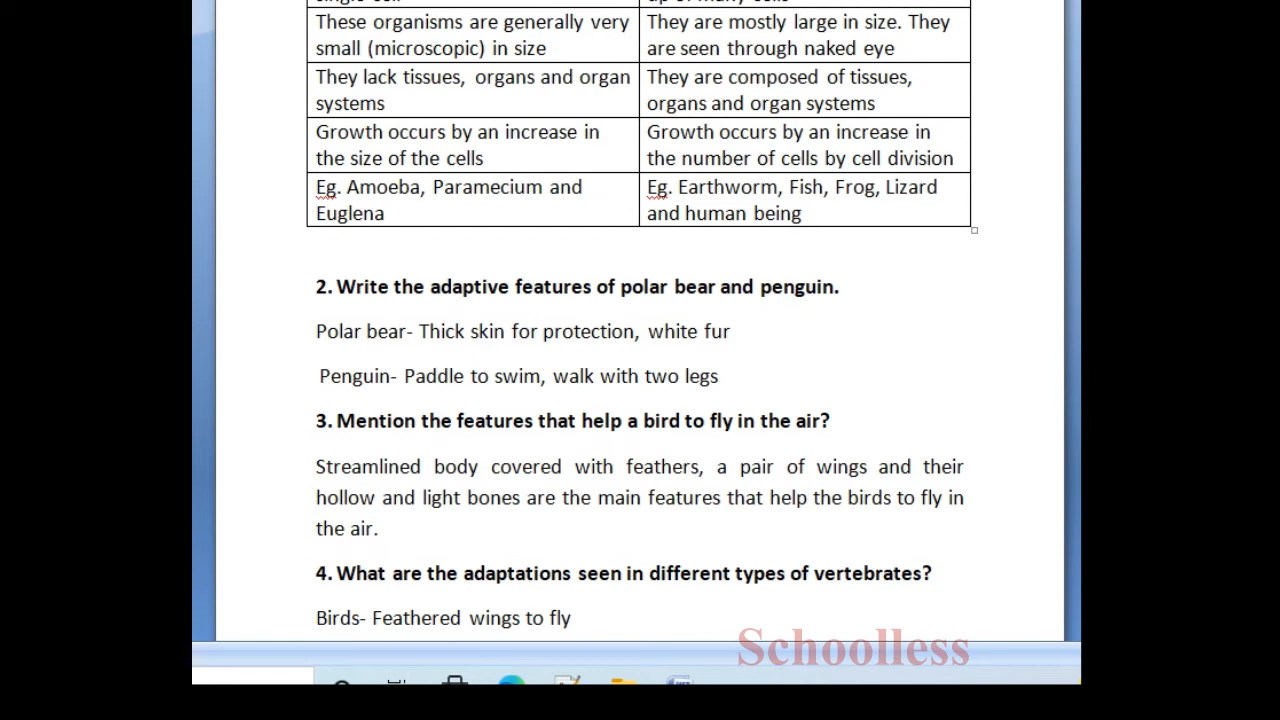 These organisms are generally very They are mostly large in size. They
small (microscopic) in size are seen through naked eye
They lack tissues, organs and organ They are composed of tissues,
systems organs and organ systems
Growth occurs by an increase in Growth occurs by an increase in
the size of the cells the number of cells by cell division
Eg. Amoeba, Paramecium and Eg. Earthworm, Fish, Frog, Lizard
Euglena and human being
2. Write the adaptive features of polar bear and penguin.
Polar bear- Thick skin for protection, white fur
Penguin- Paddle to swim, walk with two legs
3. Mention the features that help a bird to fly in the air?
Streamlined body covered with feathers, a pair of wings and their
hollow and light bones are the main features that help the birds to fly in
the air.
4. What are the adaptations seen in different types of vertebrates?
Birds- Feathered wings to fly
Schoolless